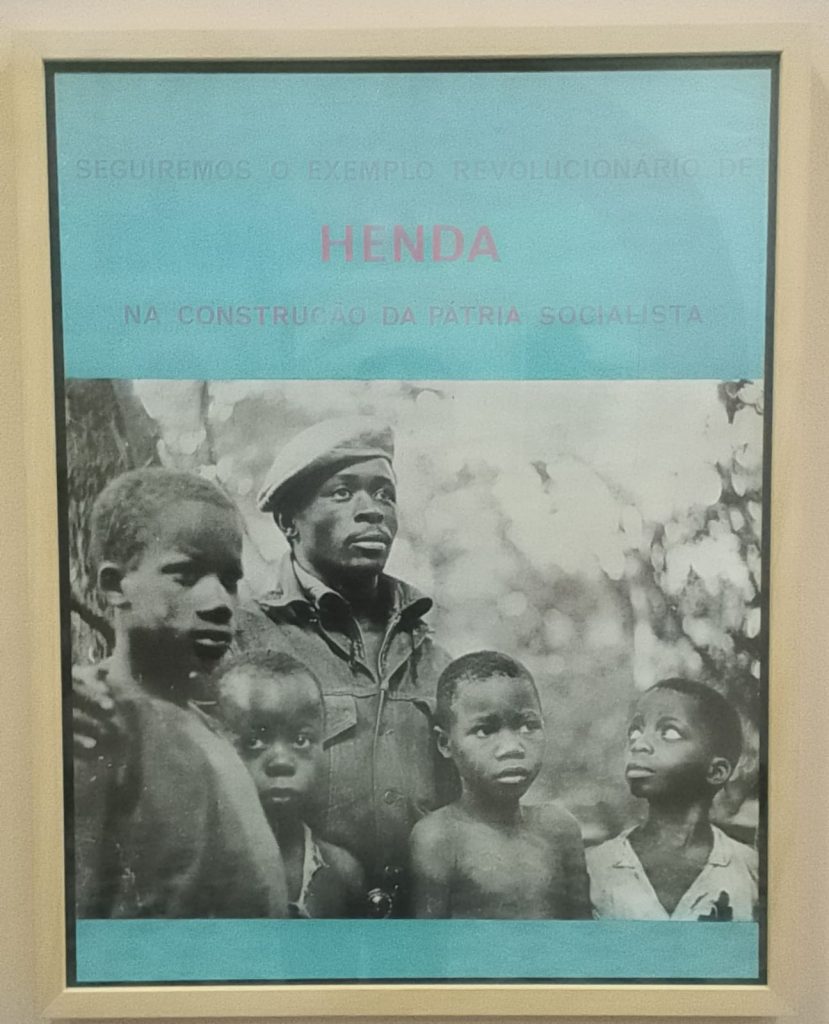 SEGUIREMOS O EXEMPLO REVOLUCIONÁRIO DE
HENDA
NA CONSTRUÇÃO DA PÁTRIA SOCIALISTA